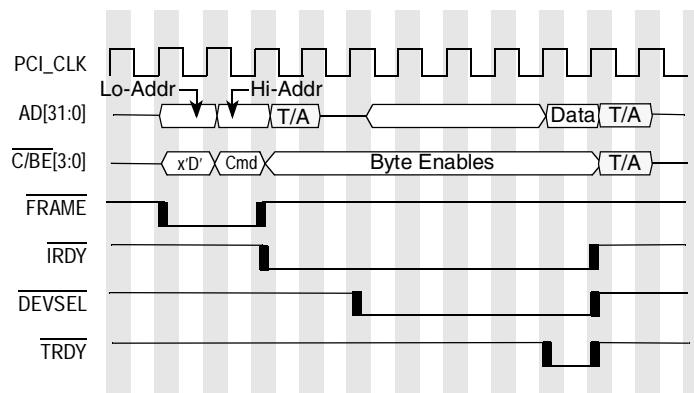 PCI_CLK
Lo-Addr Hi-Addr
AD[31:0] T/A Data T/A
C/BE[3:0] x'D' Cmd Byte Enables T/A
FRAME
IRDY
DEVSEL
TRDY